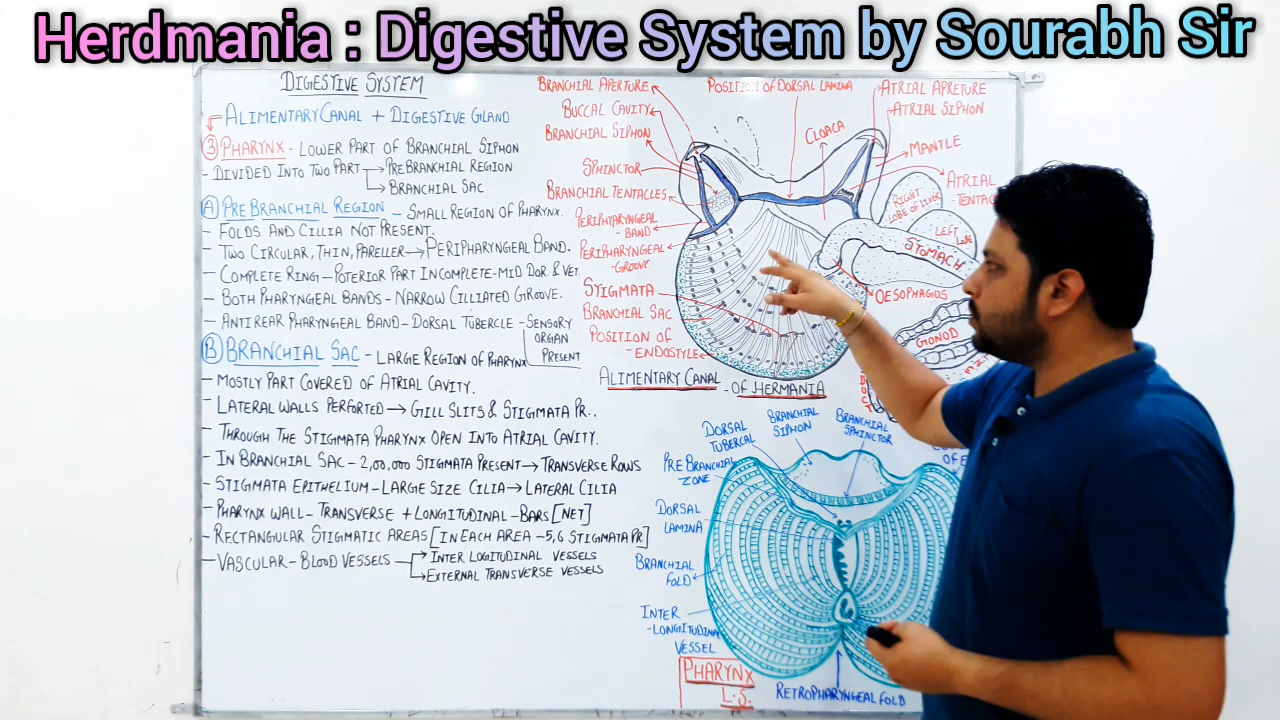 Herdmania : Digestive System by Sourabh Sir
DIGESTIVE SYSTEM
ALIMENTARY CANAL + DIGESTIVE GLAND
③ PHARYNX - LOWER PART OF BRANCHIAL SIPHON
- DIVIDED INTO TWO PART → PREBRANCHIAL REGION
→ BRANCHIAL SAC
Ⓐ PREBRANCHIAL REGION - SMALL REGION OF PHARYNX.
- FOLDS AND CILLIA NOT PRESENT.
- TWO CIRCULAR, THIN, PARELLER → PERIPHARYNGEAL BAND.
- COMPLETE RING - POTERIOR PART INCOMPLETE - MID DOR. & VET.
- BOTH PHARYNGEAL BANDS - NARROW CILLIATED GROOVE.
- ANTIREAR PHARYNGEAL BAND - DORSAL TUBERCLE - SENSORY
ORGAN
PRESENT
Ⓑ BRANCHIAL SAC - LARGE REGION OF PHARYNX
- MOSTLY PART COVERED OF ATRIAL CAVITY.
- LATERAL WALLS PERFORTED → GILL SLITS & STIGMATA PR..
- THROUGH THE STIGMATA PHARYNX OPEN INTO ATRIAL CAVITY.
- IN BRANCHIAL SAC - 2,00,000 STIGMATA PRESENT → TRANSVERSE ROWS
- STIGMATA EPITHELIUM - LARGE SIZE CILIA → LATERAL CILIA
- PHARYNX WALL - TRANSVERSE + LONGITUDINAL - BARS [NET]
- RECTANGULAR STIGMATIC AREAS [IN EACH AREA - 5,6 STIGMATA PR]
- VASCULAR - BLOOD VESSELS → INTER LOGITUDINAL VESSELS
→ EXTERNAL TRANSVERSE VESSELS
BRANCHIAL APERTURE
BUCCAL CAVITY
BRANCHIAL SIPHON
SPHINCTOR
BRANCHIAL TENTACLES
PERIPHARYNGEAL
- BAND
PERIPHARYNGEAL
- GROOVE
STIGMATA
BRANCHIAL SAC
POSITION OF
- ENDOSTYLE
POSITION OF DORSAL LAMINA
CLOACA
ATRIAL APRETURE
ATRIAL SIPHON
MANTLE
ATRIAL
- TENTAC
RIGHT
LOBE OF LIVER
LEFT
LOBE
STOMACH
OESOPHAGUS
GONOD
DUCT
ALIMENTARY CANAL - OF HERMANIA
DORSAL
TUBERCAL
BRANCHIAL
SIPHON
BRANCHIAL
SPHINCTOR
PRE BRANCHIAL
ZONE
DORSAL
LAMINA
BRANCHIAL
FOLD
INTER
- LONGITUDINA
VESSEL
PHARYNX
L.S.
RETROPHARYNGEAL FOLD